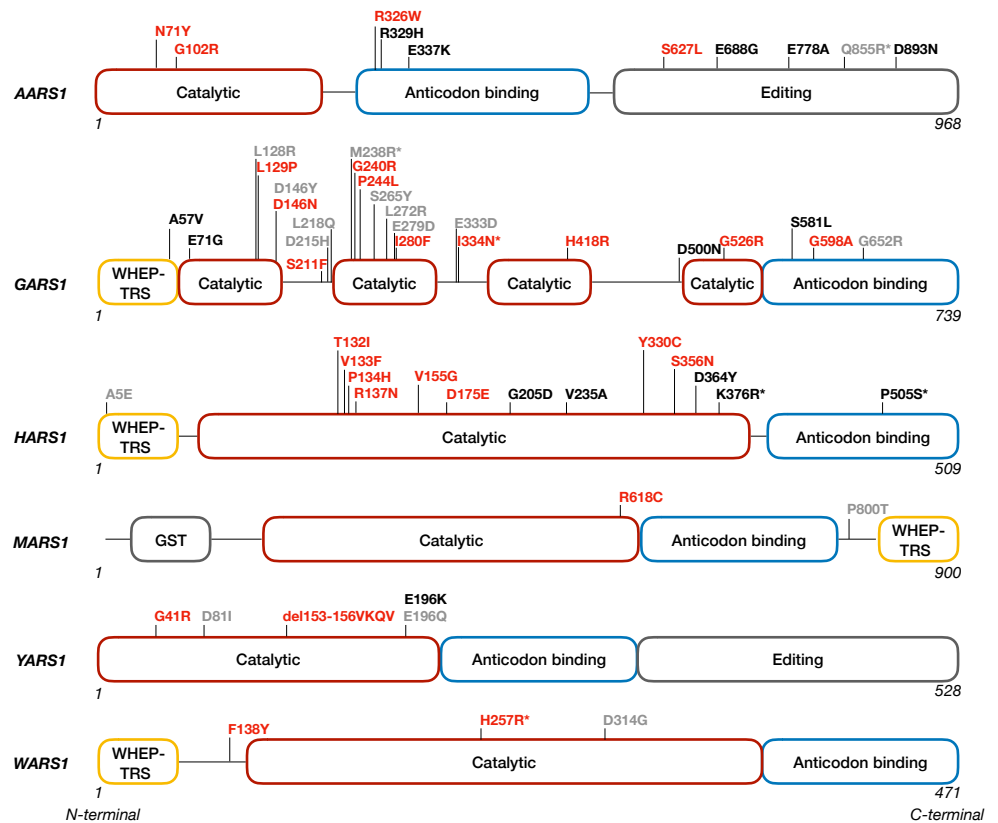 N71Y
G102R
R326W
R329H
E337K
S627L
E688G
E778A
Q855R*
D893N
AARS1
Catalytic
Anticodon binding
Editing
1
968
L128R
L129P
D146Y
D146N
M238R*
G240R
P244L
S265Y
L272R
E279D
I280F
L218Q
D215H
S211F
A57V
E71G
E333D
I334N*
H418R
D500N
G526R
S581L
G598A
G652R
GARS1
WHEP-
TRS
Catalytic
Catalytic
Catalytic
Catalytic
Anticodon binding
1
739
A5E
T132I
V133F
P134H
R137N
V155G
D175E
G205D
V235A
Y330C
S356N
D364Y
K376R*
P505S*
HARS1
WHEP-
TRS
Catalytic
Anticodon binding
1
509
R618C
P800T
MARS1
GST
Catalytic
Anticodon binding
WHEP-
TRS
1
900
G41R
D81I
del153-156VKQV
E196K
E196Q
YARS1
Catalytic
Anticodon binding
Editing
1
528
F138Y
H257R*
D314G
WARS1
WHEP-
TRS
Catalytic
Anticodon binding
1
471
N-terminal
C-terminal